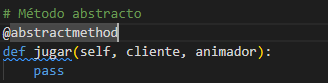 # Método abstracto
@abstractmethod
def jugar(self, cliente, animador):
    pass